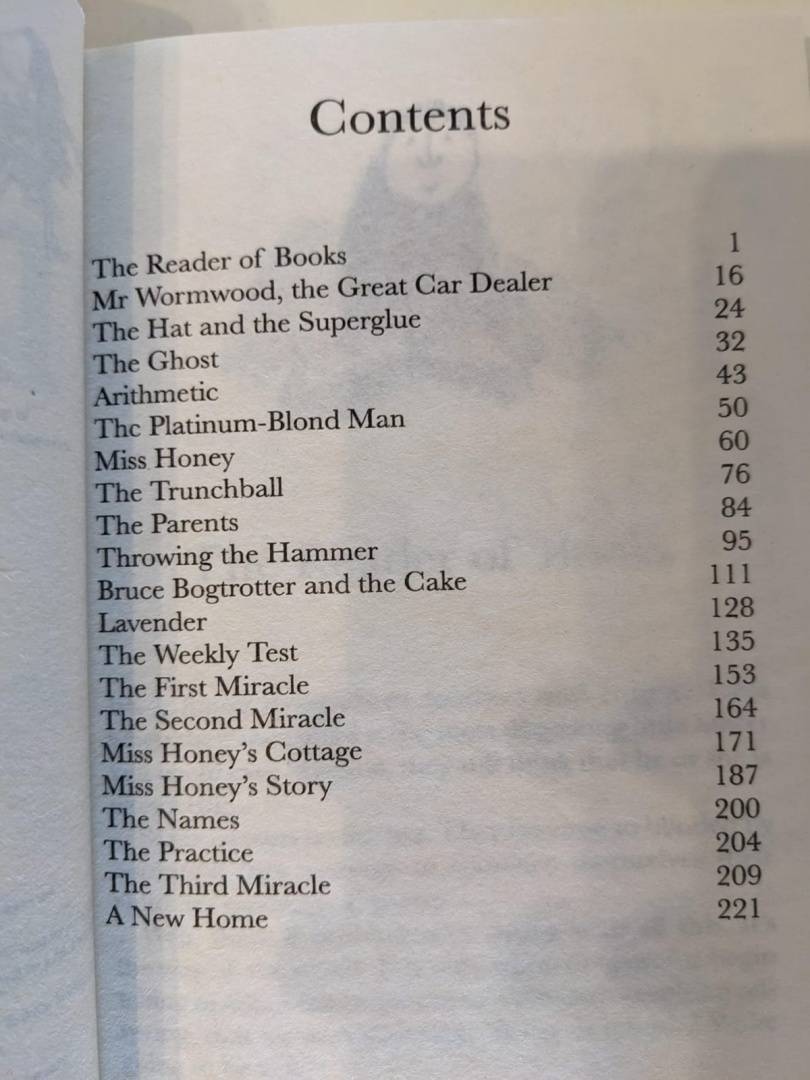 Contents
The Reader of Books 1
Mr Wormwood, the Great Car Dealer 16
The Hat and the Superglue 24
The Ghost 32
Arithmetic 43
The Platinum-Blond Man 50
Miss Honey 60
The Trunchball 76
The Parents 84
Throwing the Hammer 95
Bruce Bogtrotter and the Cake 111
Lavender 128
The Weekly Test 135
The First Miracle 153
The Second Miracle 164
Miss Honey's Cottage 171
Miss Honey's Story 187
The Names 200
The Practice 204
The Third Miracle 209
A New Home 221